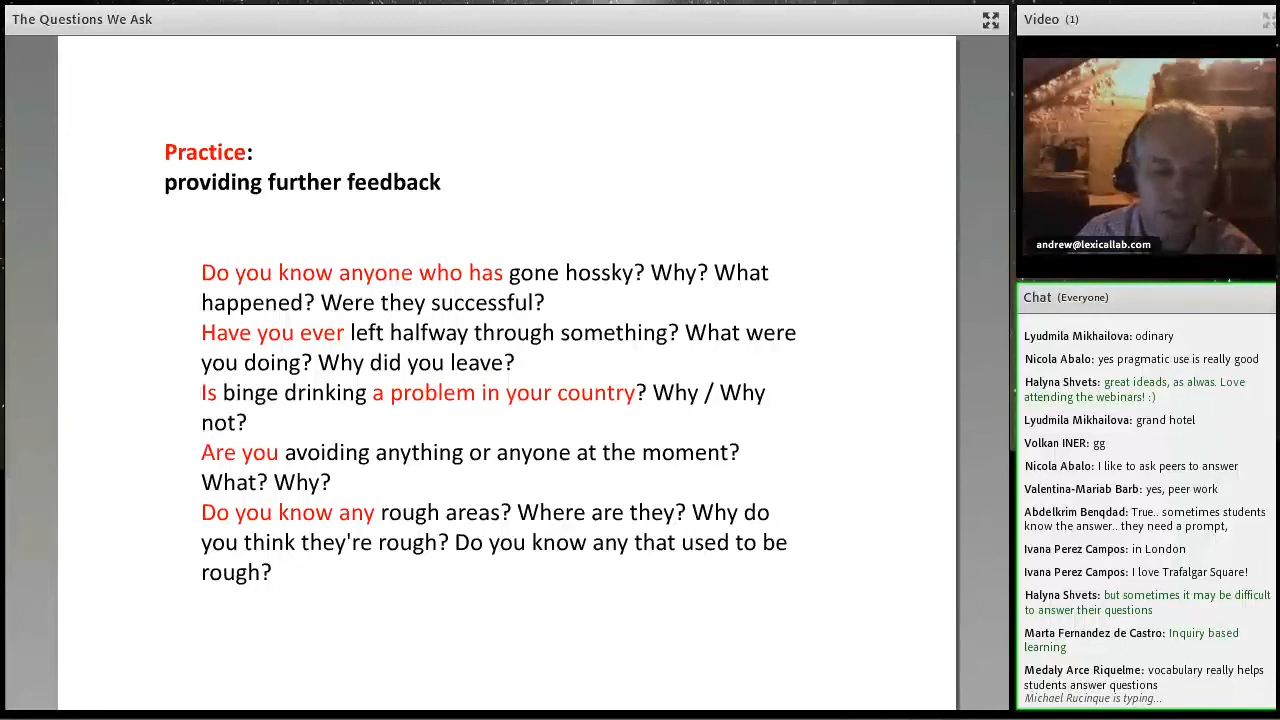 The Questions We Ask
Practice:
providing further feedback
Do you know anyone who has gone hossky? Why? What
happened? Were they successful?
Have you ever left halfway through something? What were
you doing? Why did you leave?
Is binge drinking a problem in your country? Why / Why
not?
Are you avoiding anything or anyone at the moment?
What? Why?
Do you know any rough areas? Where are they? Why do
you think they're rough? Do you know any that used to be
rough?
Video (1)
andrew@lexicallab.com
Chat (Everyone)
Lyudmila Mikhailova: odinary
Nicola Abalo: yes pragmatic use is really good
Halyna Shvets: great ideads, as alwas. Love
attending the webinars! :)
Lyudmila Mikhailova: grand hotel
Volkan INER: gg
Nicola Abalo: I like to ask peers to answer
Valentina-Mariab Barb: yes, peer work
Abdelkrim Benqdad: True.. sometimes students
know the answer.. they need a prompt,
Ivana Perez Campos: in London
Ivana Perez Campos: I love Trafalgar Square!
Halyna Shvets: but sometimes it may be difficult
to answer their questions
Marta Fernandez de Castro: Inquiry based
learning
Medaly Arce Riquelme: vocabulary really helps
students answer questions
Michael Rucinque is typing...